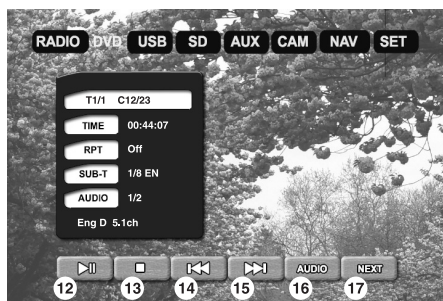 RADIO DVD USB SD AUX CAM NAV SET
T1/1 C12/23
TIME 00:44:07
RPT Off
SUB-T 1/8 EN
AUDIO 1/2
Eng D 5.1ch
AUDIO NEXT
12 13 14 15 16 17